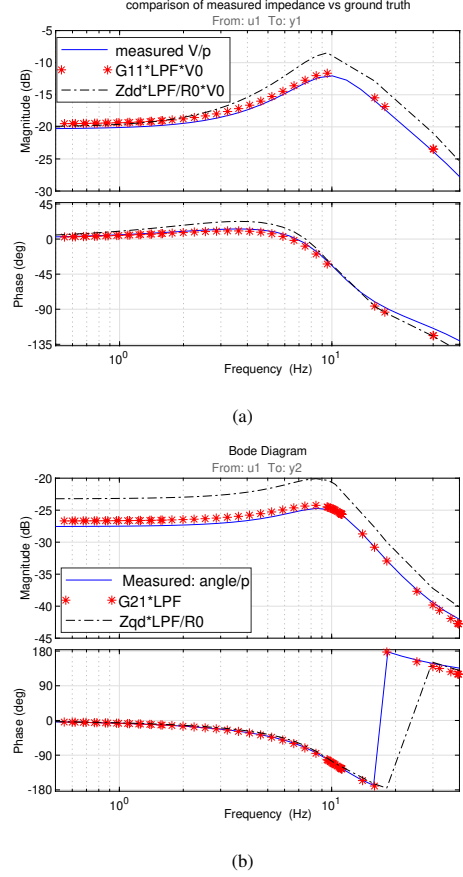 comparison of measured impedance vs ground truth
From: u1 To: y1
-5
-10
-15
-20
-25
-30
Magnitude (dB)
measured V/p
G11*LPF*V0
Zdd*LPF/R0*V0
45
0
-45
-90
-135
Phase (deg)
10^0
10^1
Frequency (Hz)
(a)
Bode Diagram
From: u1 To: y2
-20
-25
-30
-35
-40
-45
Magnitude (dB)
Measured: angle/p
G21*LPF
Zqd*LPF/R0
180
90
0
-90
-180
Phase (deg)
10^0
10^1
Frequency (Hz)
(b)